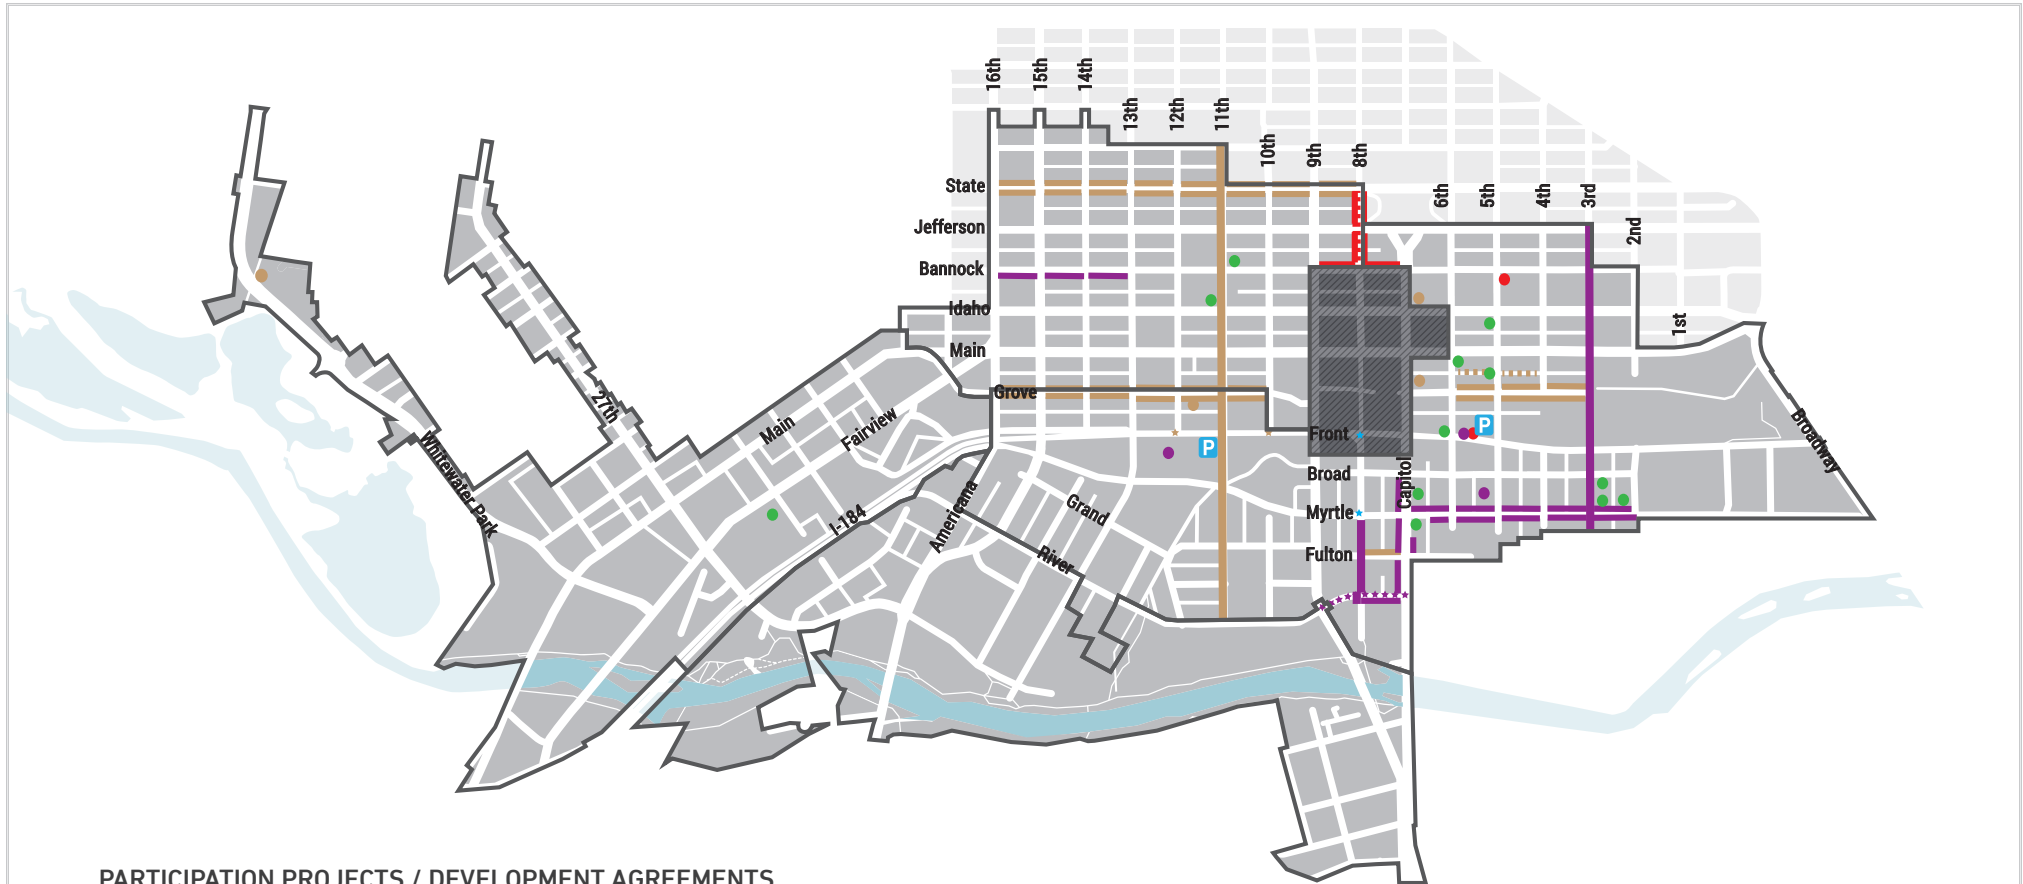 16th
15th
14th
13th
12th
11th
10th
9th
8th
6th
5th
4th
3rd
2nd
1st
State
Jefferson
Bannock
Idaho
Main
Grove
Front
Broad
Capitol
Myrtle
Fulton
Broadway
27th
Main
Fairview
Whitewater Park
I-184
Americana
Grand
River
P
P
PARTICIPATION PROJECTS / DEVELOPMENT AGREEMENTS